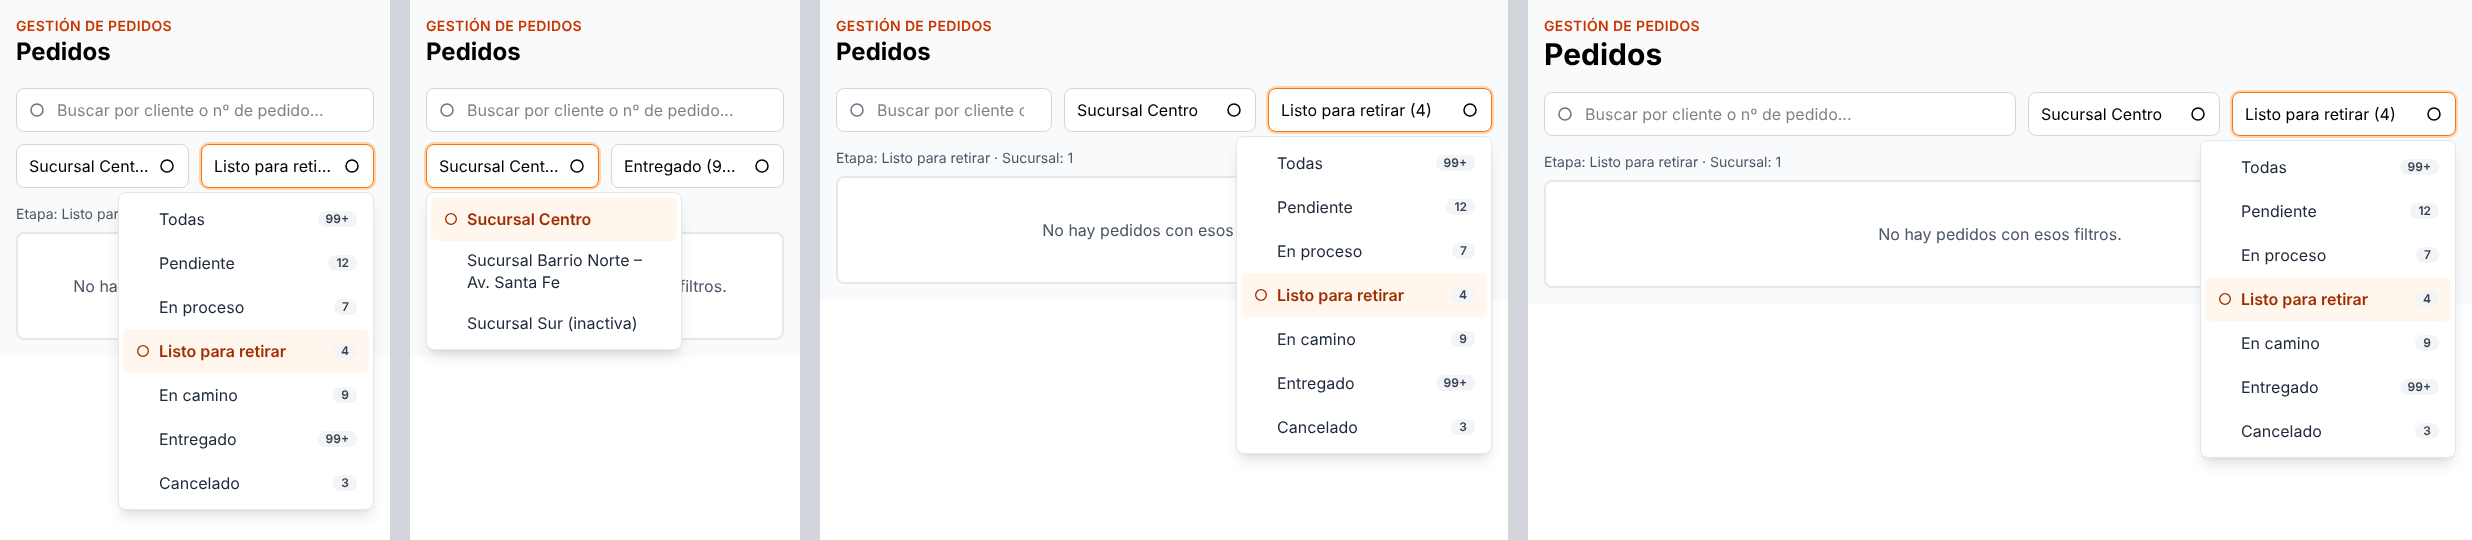 GESTIÓN DE PEDIDOS
Pedidos
Buscar por cliente o nº de pedido...
Sucursal Cent...
Listo para reti...
Etapa: Listo par
No ha
Todas 99+
Pendiente 12
En proceso 7
Listo para retirar 4
En camino 9
Entregado 99+
Cancelado 3
GESTIÓN DE PEDIDOS
Pedidos
Buscar por cliente o nº de pedido...
Sucursal Cent...
Entregado (9...
Sucursal Centro
Sucursal Barrio Norte –
Av. Santa Fe
Sucursal Sur (inactiva)
filtros.
GESTIÓN DE PEDIDOS
Pedidos
Buscar por cliente c
Sucursal Centro
Listo para retirar (4)
Etapa: Listo para retirar · Sucursal: 1
No hay pedidos con esos
Todas 99+
Pendiente 12
En proceso 7
Listo para retirar 4
En camino 9
Entregado 99+
Cancelado 3
GESTIÓN DE PEDIDOS
Pedidos
Buscar por cliente o nº de pedido...
Sucursal Centro
Listo para retirar (4)
Etapa: Listo para retirar · Sucursal: 1
No hay pedidos con esos filtros.
Todas 99+
Pendiente 12
En proceso 7
Listo para retirar 4
En camino 9
Entregado 99+
Cancelado 3